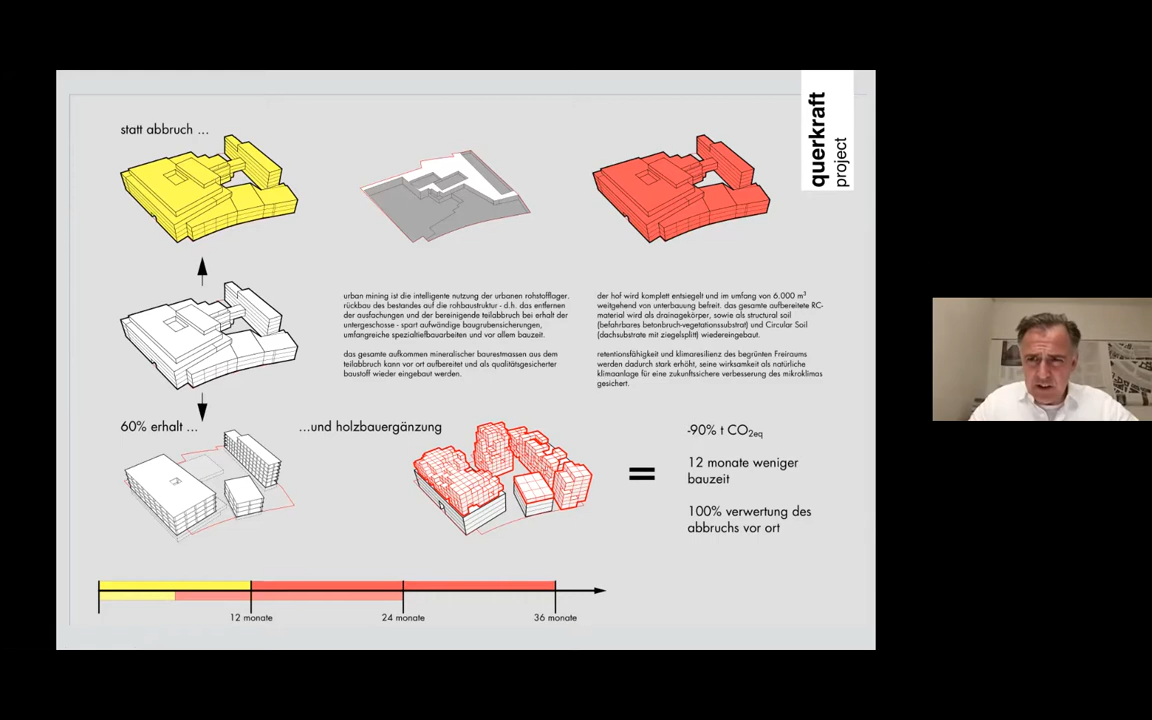 querkraft
project
statt abbruch ...
urban mining ist die intelligente nutzung der urbanen rohstofflager.
rückbau des bestandes auf die rohbaustruktur - d.h. das entfernen
der ausfachungen und der bereinigende teilabbruch bei erhalt der
untergeschosse - spart aufwändige baugrubensicherungen,
umfangreiche spezialtiefbauarbeiten und vor allem bauzeit.
das gesamte aufkommen mineralischer baurestmassen aus dem
teilabbruch kann vor ort aufbereitet und als qualitätsgesicherter
baustoff wieder eingebaut werden.
der hof wird komplett entsiegelt und im umfang von 6.000 m³
weitgehend von unterbauung befreit. das gesamte aufbereitete RC-
material wird als drainagekörper, sowie als structural soil
(befahrbares betonbruch-vegetationssubstrat) und Circular Soil
(dachsubstrate mit ziegelsplitt) wiedereingebaut.
retentionsfähigkeit und klimaresilienz des begrünten Freiraums
werden dadurch stark erhöht, seine wirksamkeit als natürliche
klimaanlage für eine zukunftssichere verbesserung des mikroklimas
gesichert.
60% erhalt ...
...und holzbauergänzung
=
-90% t CO₂eq
12 monate weniger
bauzeit
100% verwertung des
abbruchs vor ort
12 monate
24 monate
36 monate